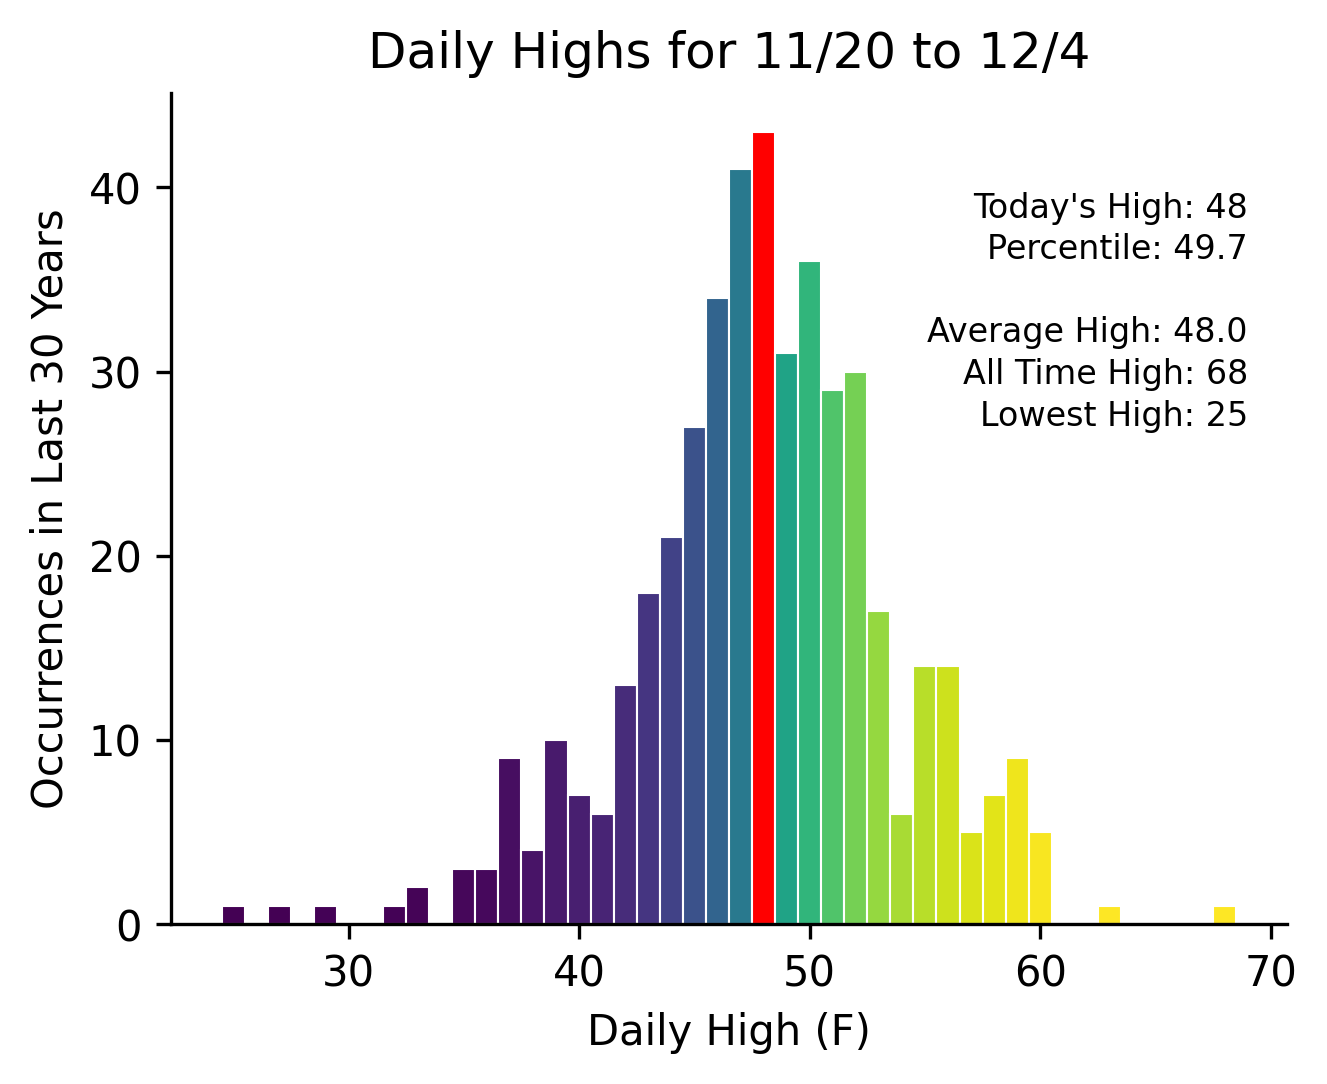 Daily Highs for 11/20 to 12/4
Occurrences in Last 30 Years
40
30
20
10
0
Today's High: 48
Percentile: 49.7
Average High: 48.0
All Time High: 68
Lowest High: 25
30 40 50 60 70
Daily High (F)